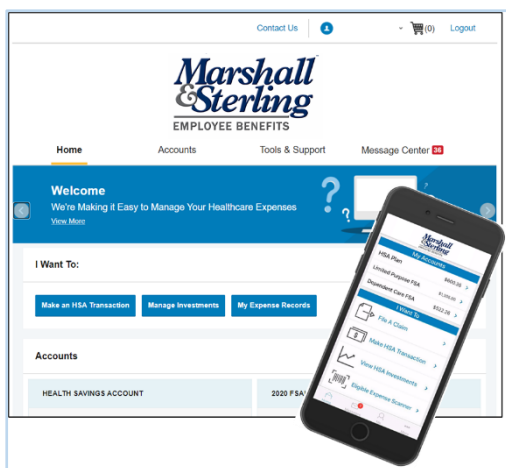 Contact Us
(0)
Logout
Marshall
&Sterling
EMPLOYEE BENEFITS
Home
Accounts
Tools & Support
Message Center 36
Welcome
We're Making it Easy to Manage Your Healthcare Expenses
View More
? ? ?
I Want To:
Make an HSA Transaction
Manage Investments
My Expense Records
Accounts
HEALTH SAVINGS ACCOUNT
2020 FSA
Marshall
&Sterling
My Accounts
HSA Plan
Limited Purpose FSA
Dependent Care FSA
I Want To
File A Claim
Make HSA Transaction
View HSA Investments
Eligible Expense Scanner